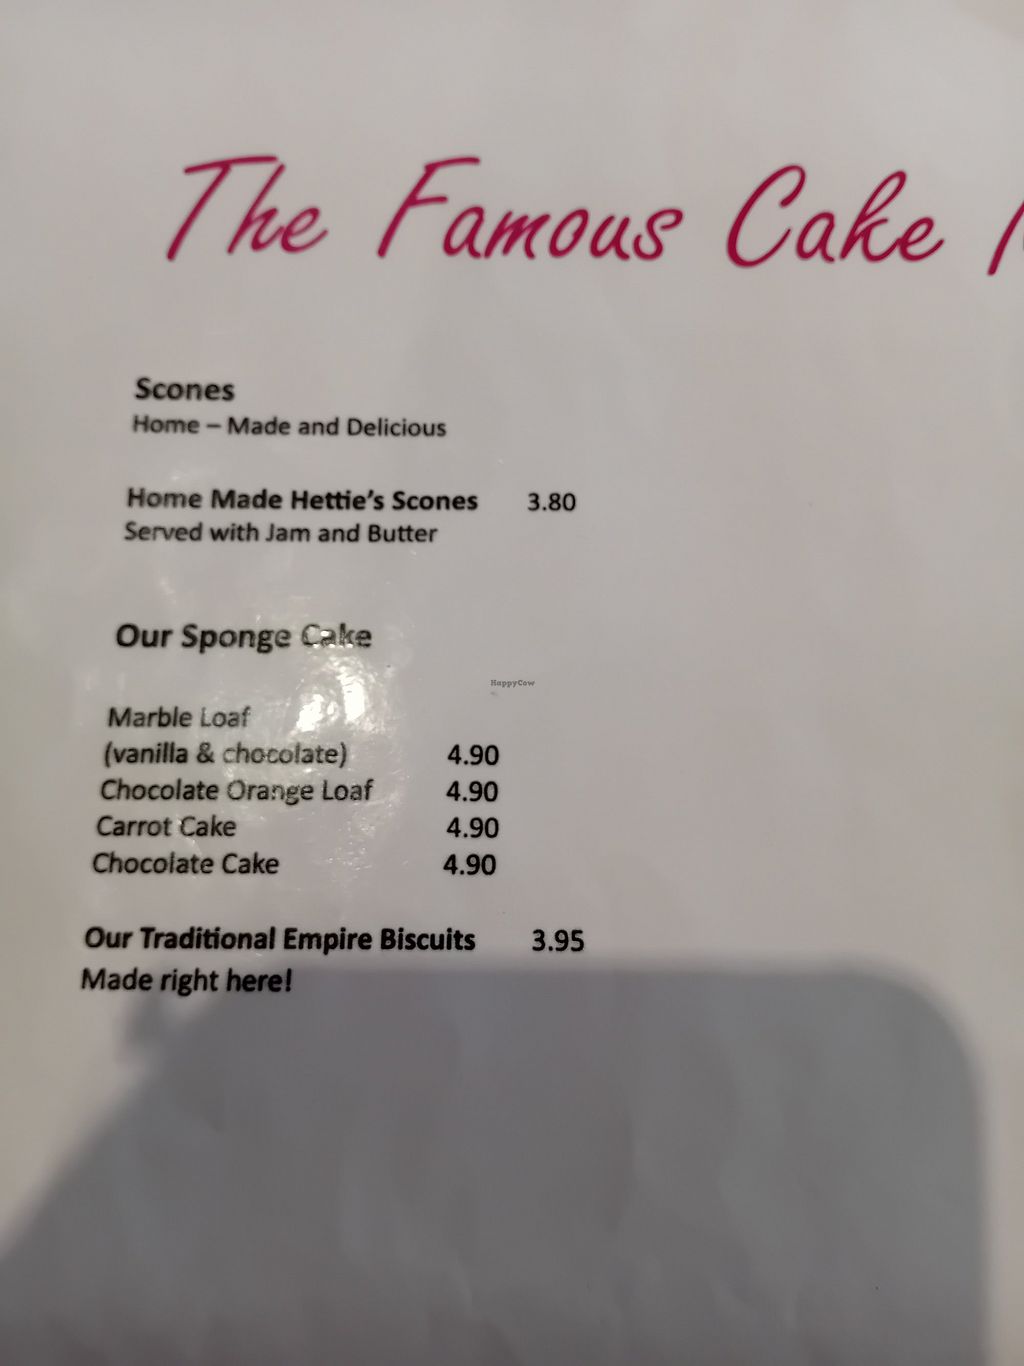 The Famous Cake
Scones
Home – Made and Delicious
Home Made Hettie's Scones 3.80
Served with Jam and Butter
Our Sponge Cake
HappyCow
Marble Loaf
(vanilla & chocolate) 4.90
Chocolate Orange Loaf 4.90
Carrot Cake 4.90
Chocolate Cake 4.90
Our Traditional Empire Biscuits 3.95
Made right here!